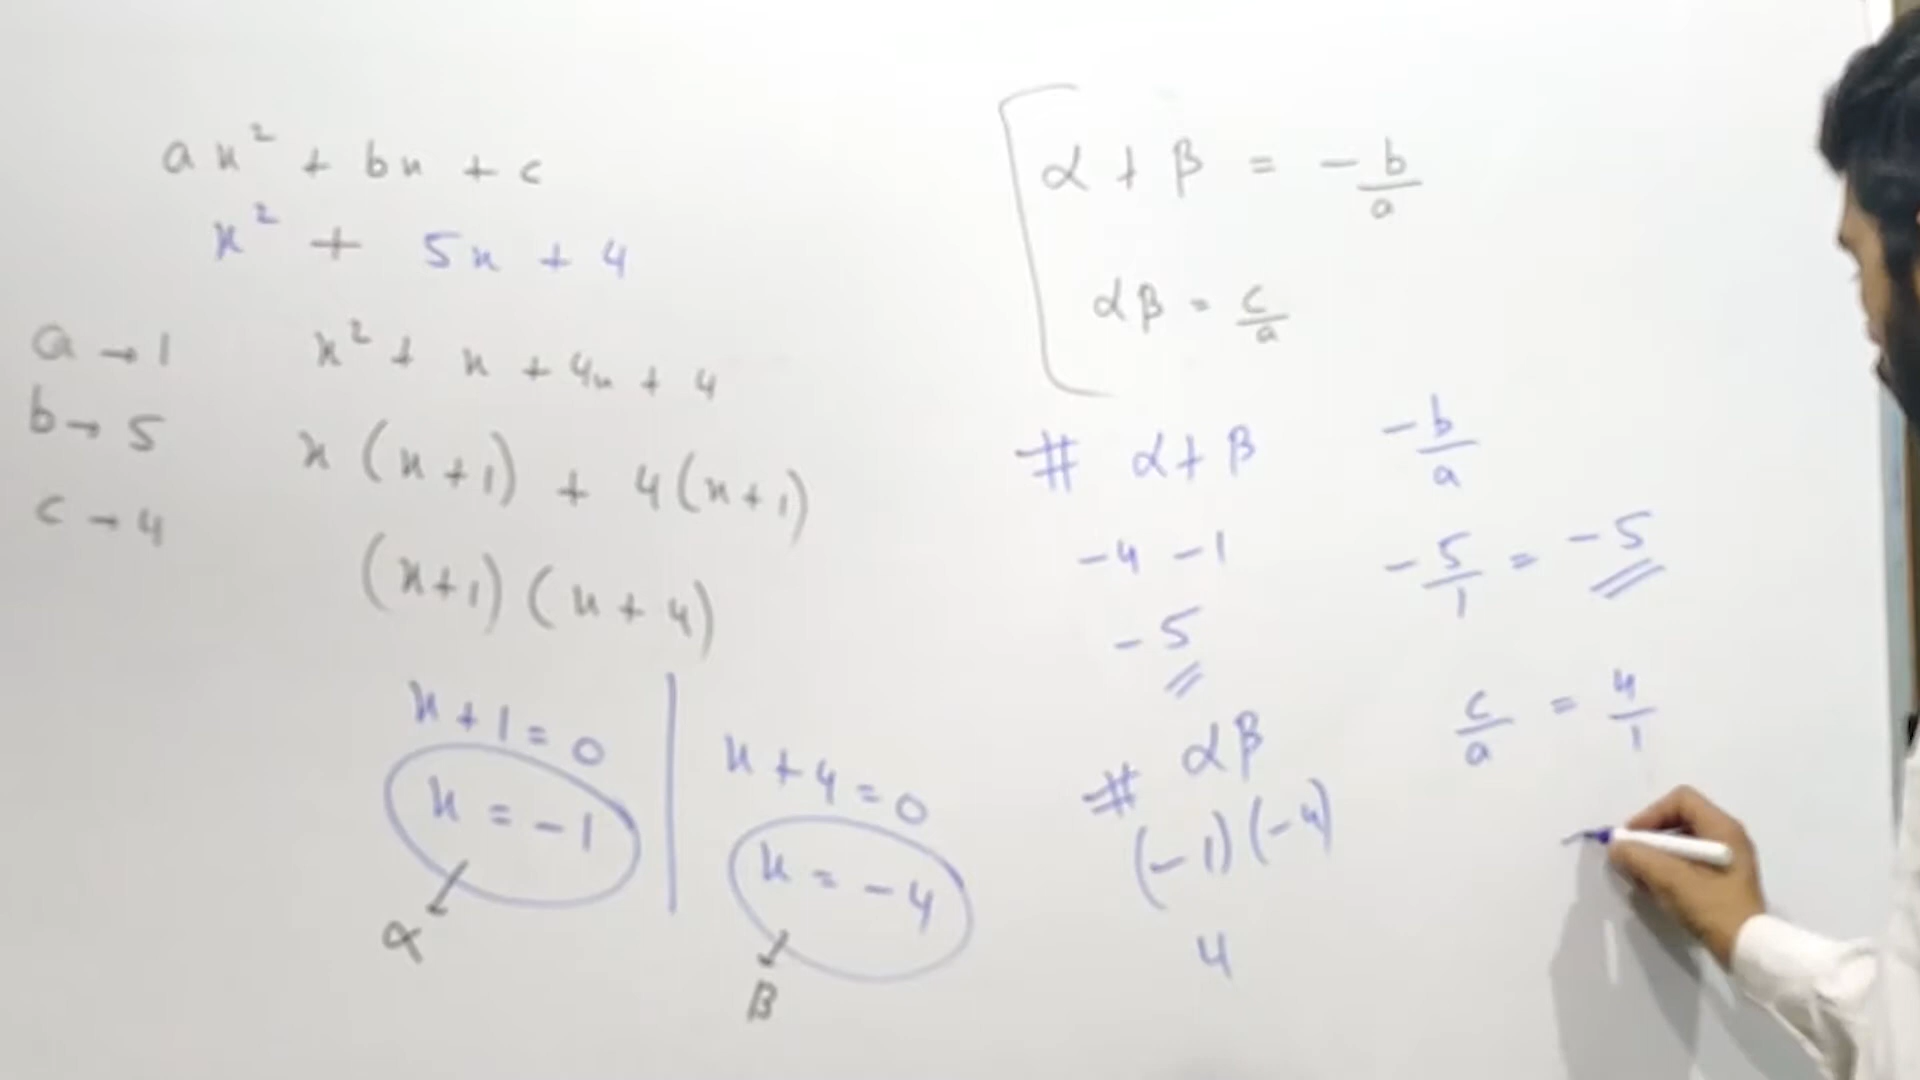 ax² + bx + c
x² + 5x + 4
a → 1
b → 5
c → 4
x² + x + 4x + 4
x (x+1) + 4(x+1)
(x+1) (x+4)
x+1 = 0
x = -1
α
x+4 = 0
x = -4
β
α + β = -b/a
αβ = c/a
# α+β -b/a
-4 -1 -5/1 = -5
-5
# αβ c/a = 4/1
(-1)(-4)
4